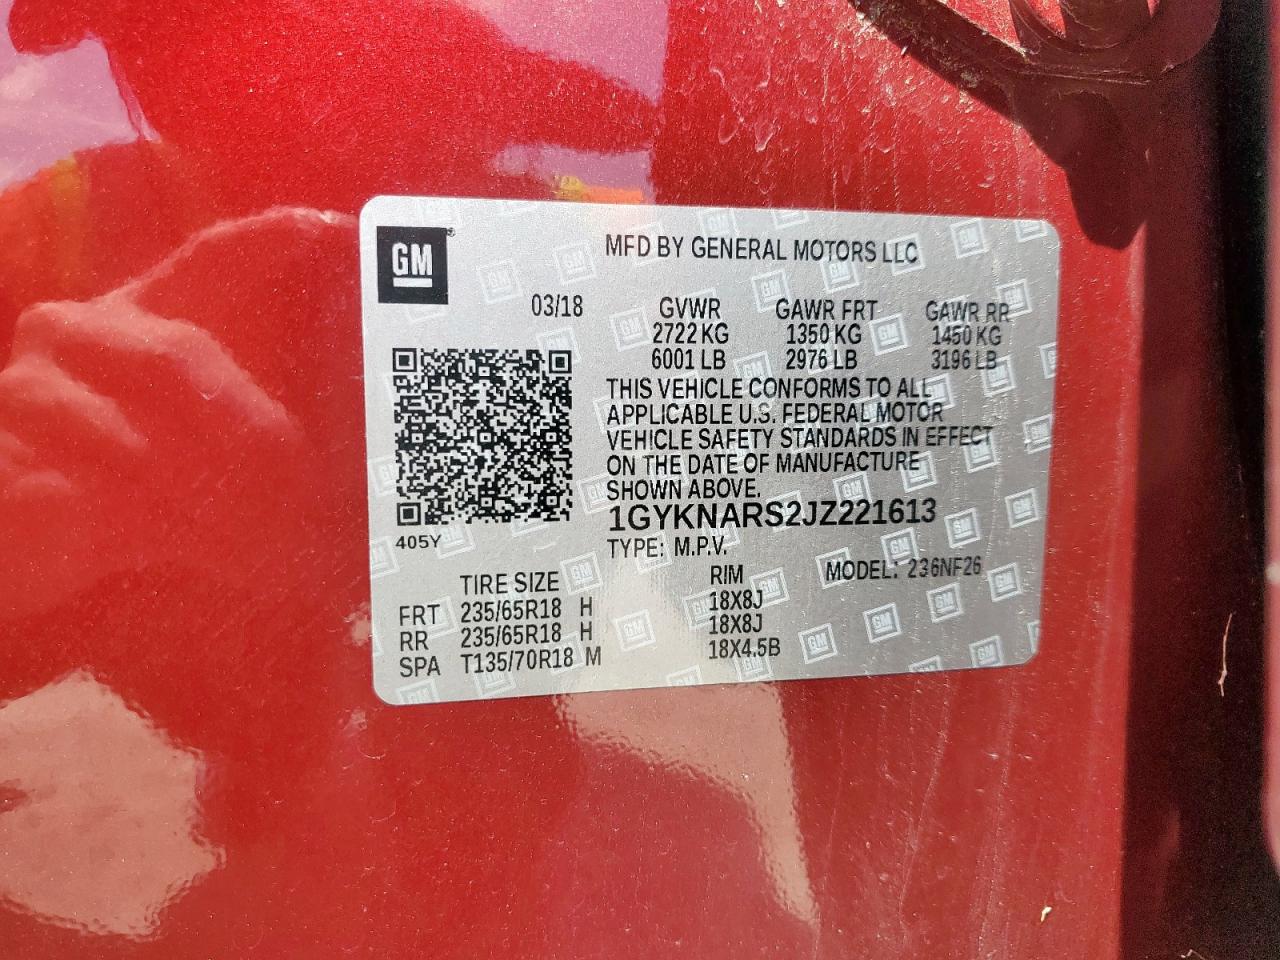 GM
MFD BY GENERAL MOTORS LLC
03/18 GVWR GAWR FRT GAWR RR
2722 KG 1350 KG 1450 KG
6001 LB 2976 LB 3196 LB
THIS VEHICLE CONFORMS TO ALL
APPLICABLE U.S. FEDERAL MOTOR
VEHICLE SAFETY STANDARDS IN EFFECT
ON THE DATE OF MANUFACTURE
SHOWN ABOVE.
1GYKNARS2JZ221613
405Y
TYPE: M.P.V.
MODEL: 236NF26
TIRE SIZE RIM
FRT 235/65R18 H 18X8J
RR 235/65R18 H 18X8J
SPA T135/70R18 M 18X4.5B